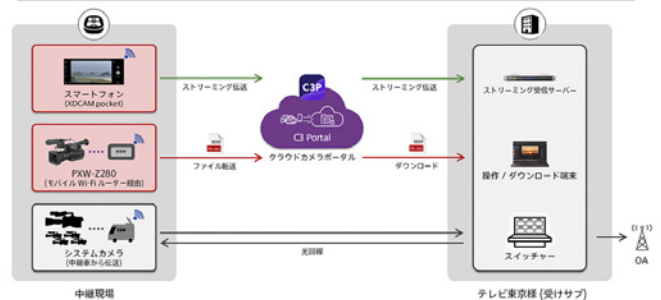 スマートフォン
(XDCAM pocket)
ストリーミング伝送
C3P
C3 Portal
クラウドカメラポータル
ストリーミング伝送
ストリーミング受信サーバー
PXW-Z280
(モバイル Wi-Fi ルーター経由)
ファイル転送
ダウンロード
操作 / ダウンロード端末
システムカメラ
(中継車から伝送)
光回線
スイッチャー
OA
中継現場
テレビ東京様 (受けサブ)